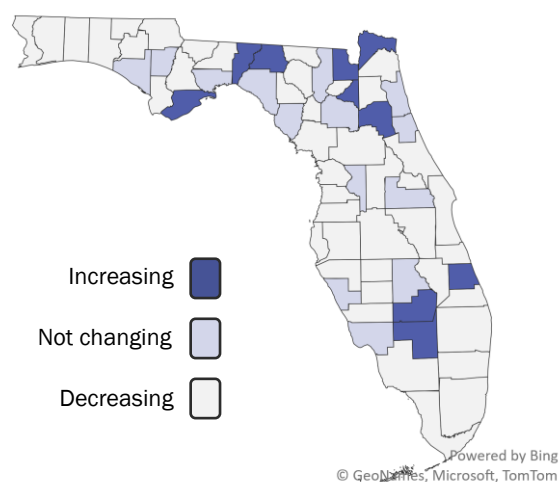 Increasing
Not changing
Decreasing
Powered by Bing
© GeoNames, Microsoft, TomTom